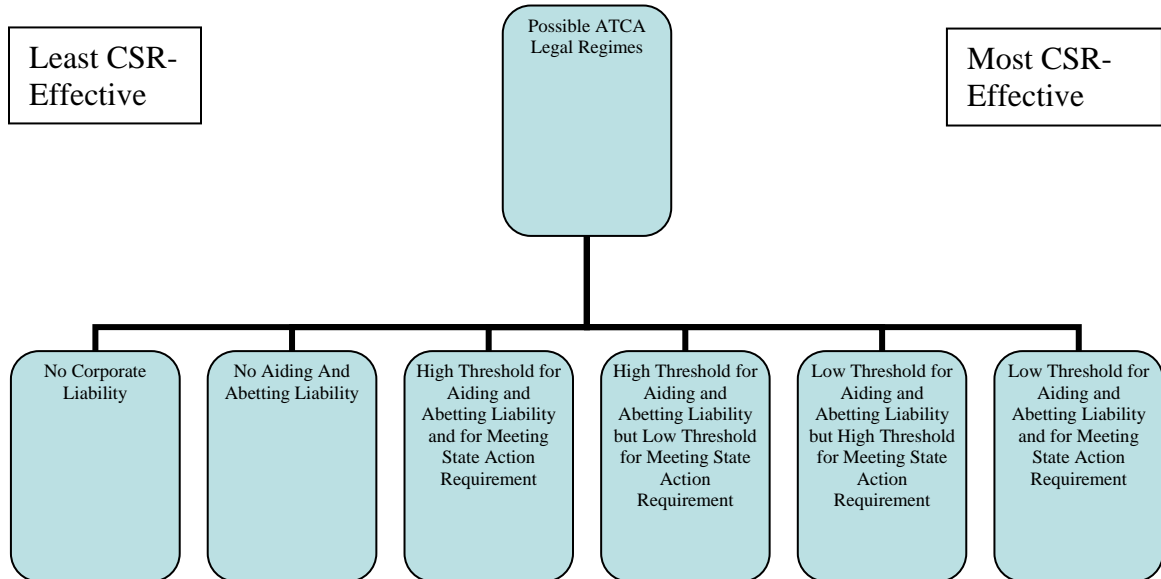 Least CSR-
Effective
Possible ATCA
Legal Regimes
Most CSR-
Effective
No Corporate
Liability
No Aiding And
Abetting Liability
High Threshold for
Aiding and
Abetting Liability
and for Meeting
State Action
Requirement
High Threshold for
Aiding and
Abetting Liability
but Low Threshold
for Meeting State
Action
Requirement
Low Threshold for
Aiding and
Abetting Liability
but High Threshold
for Meeting State
Action
Requirement
Low Threshold for
Aiding and
Abetting Liability
and for Meeting
State Action
Requirement